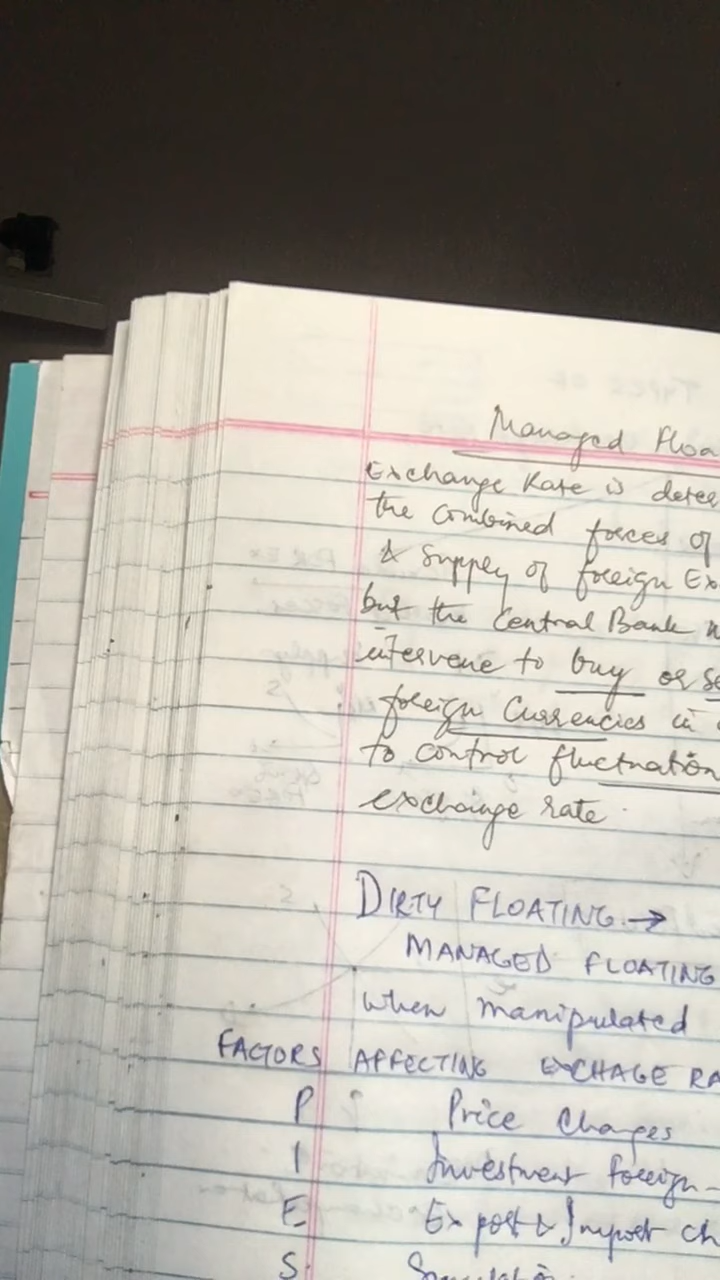 Managed Floa
Exchange Rate is dete
the combined forces of
& supply of foreign Ex
but the Central Bank
intervene to buy or se
foreign Currencies in
to control fluctnation
exchange rate.
DIRTY FLOATING →
MANAGED FLOATING
when manipulated
FACTORS AFFECTING EXCHAGE RA
P Price Changes
I Investment foreign
E Export & Import ch
S